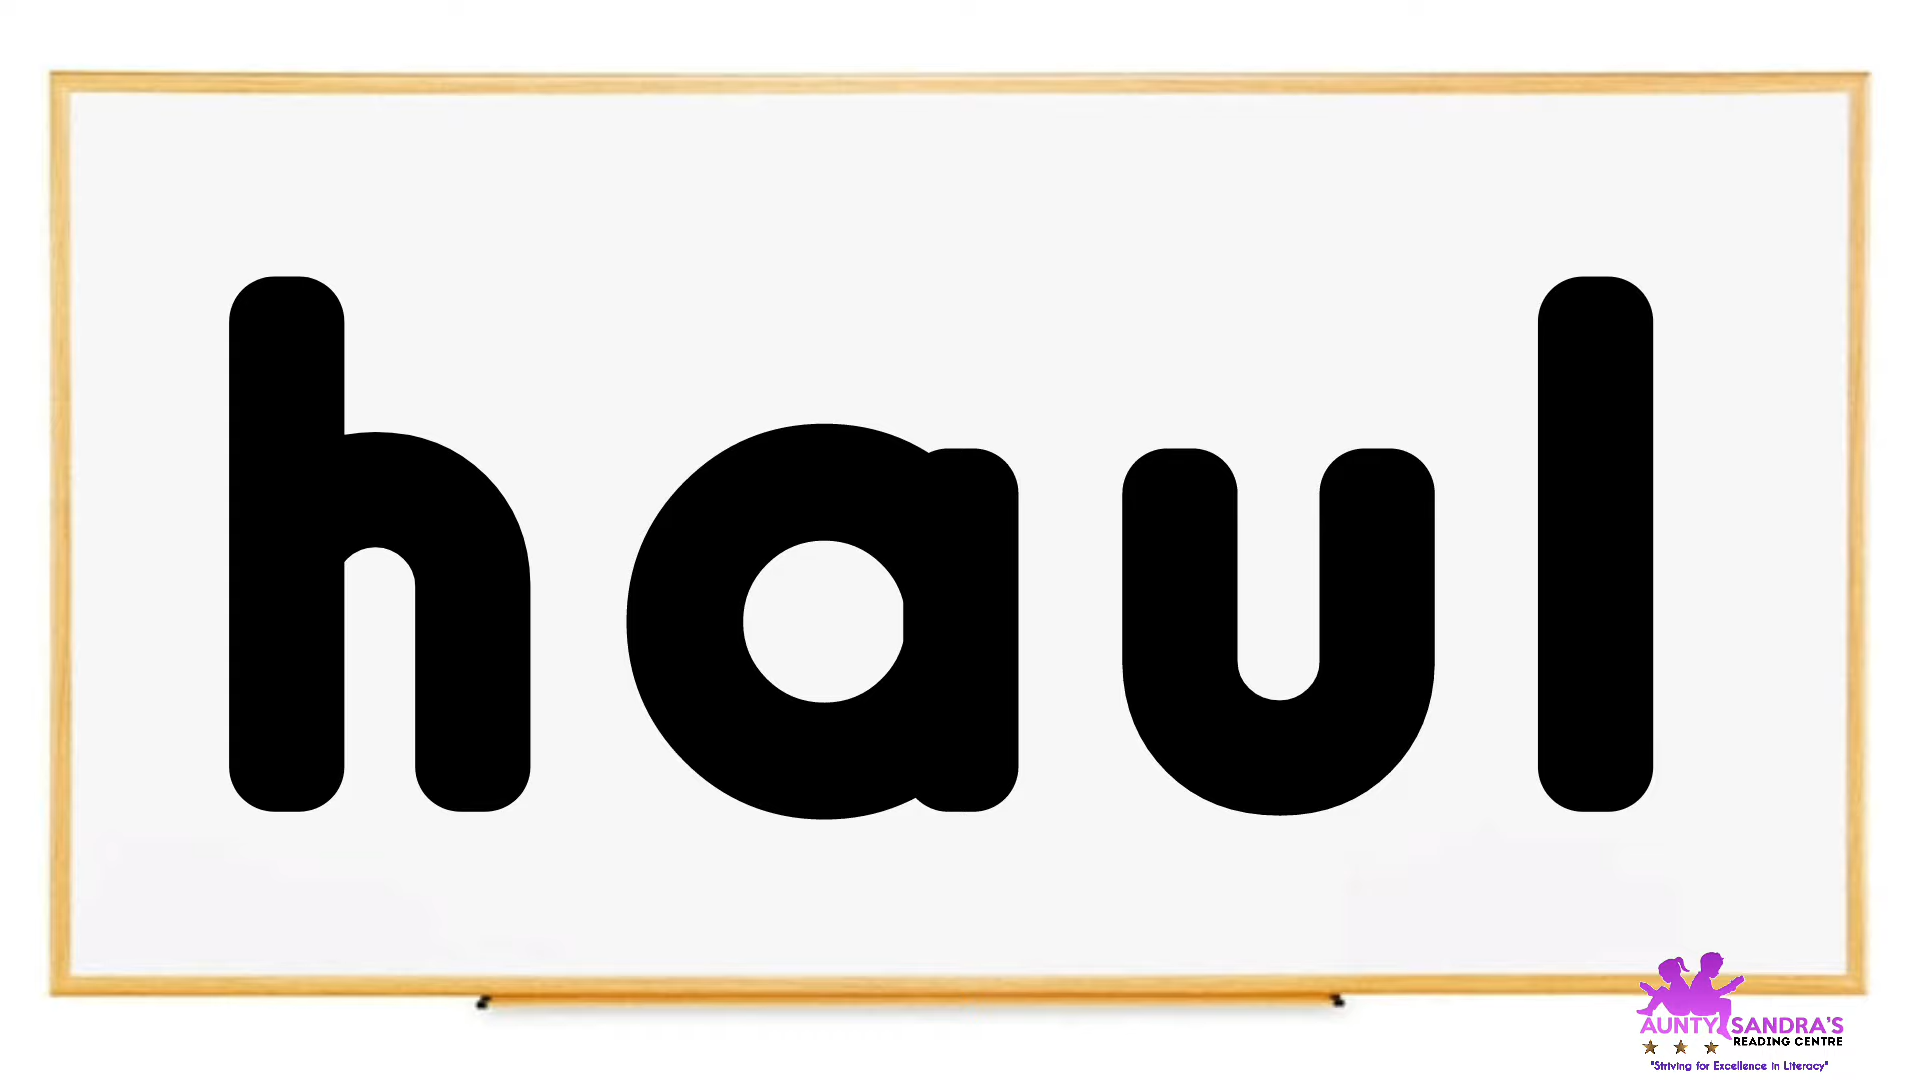 haul
AUNTY SANDRA'S
READING CENTRE
"Striving for Excellence in Literacy"